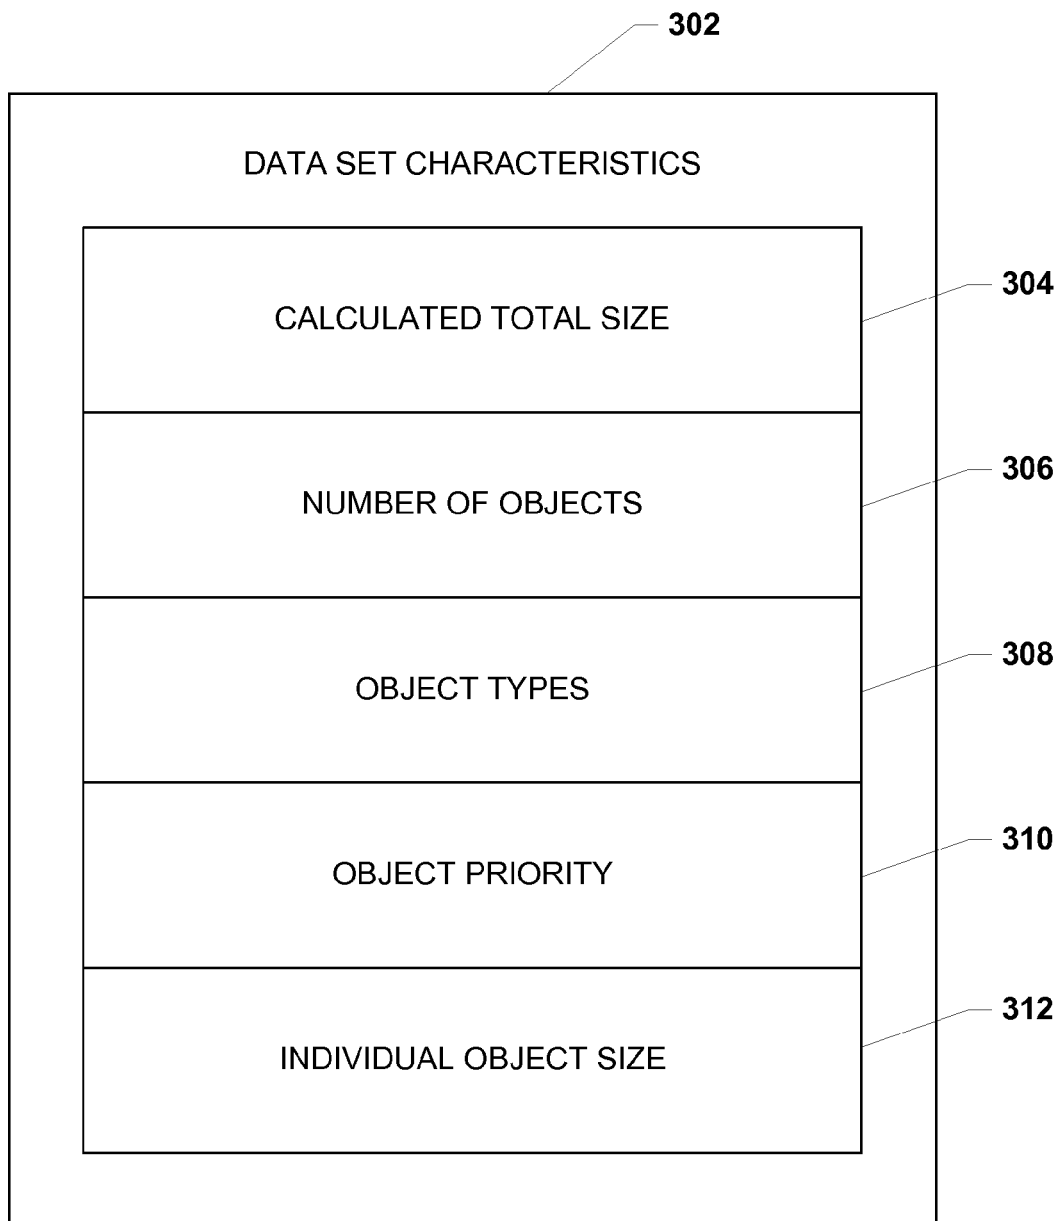 302
DATA SET CHARACTERISTICS
304
CALCULATED TOTAL SIZE
306
NUMBER OF OBJECTS
308
OBJECT TYPES
310
OBJECT PRIORITY
312
INDIVIDUAL OBJECT SIZE